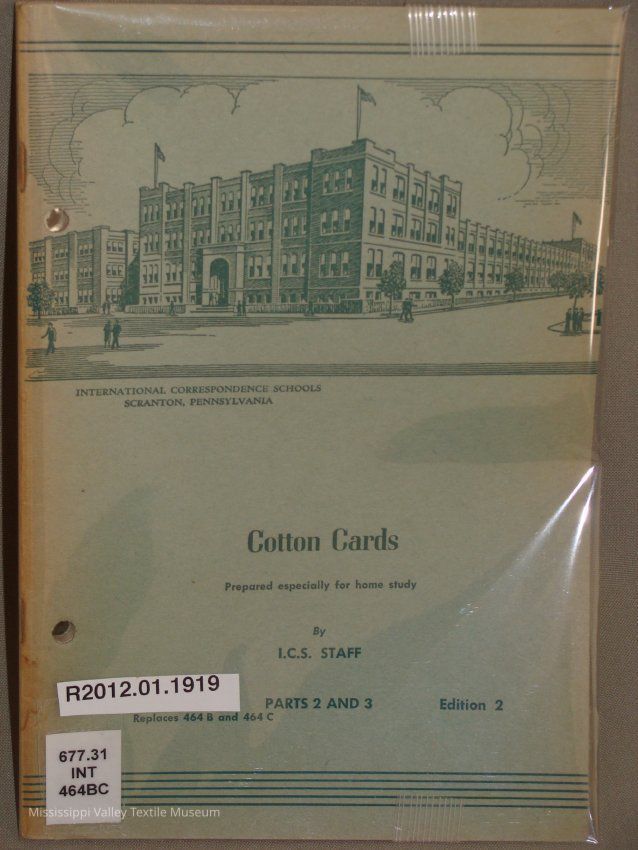 INTERNATIONAL CORRESPONDENCE SCHOOLS
SCRANTON, PENNSYLVANIA
Cotton Cards
Prepared especially for home study
By
I.C.S. STAFF
R2012.01.1919
PARTS 2 AND 3 Edition 2
Replaces 464 B and 464 C
677.31
INT
464BC
Mississippi Valley Textile Museum